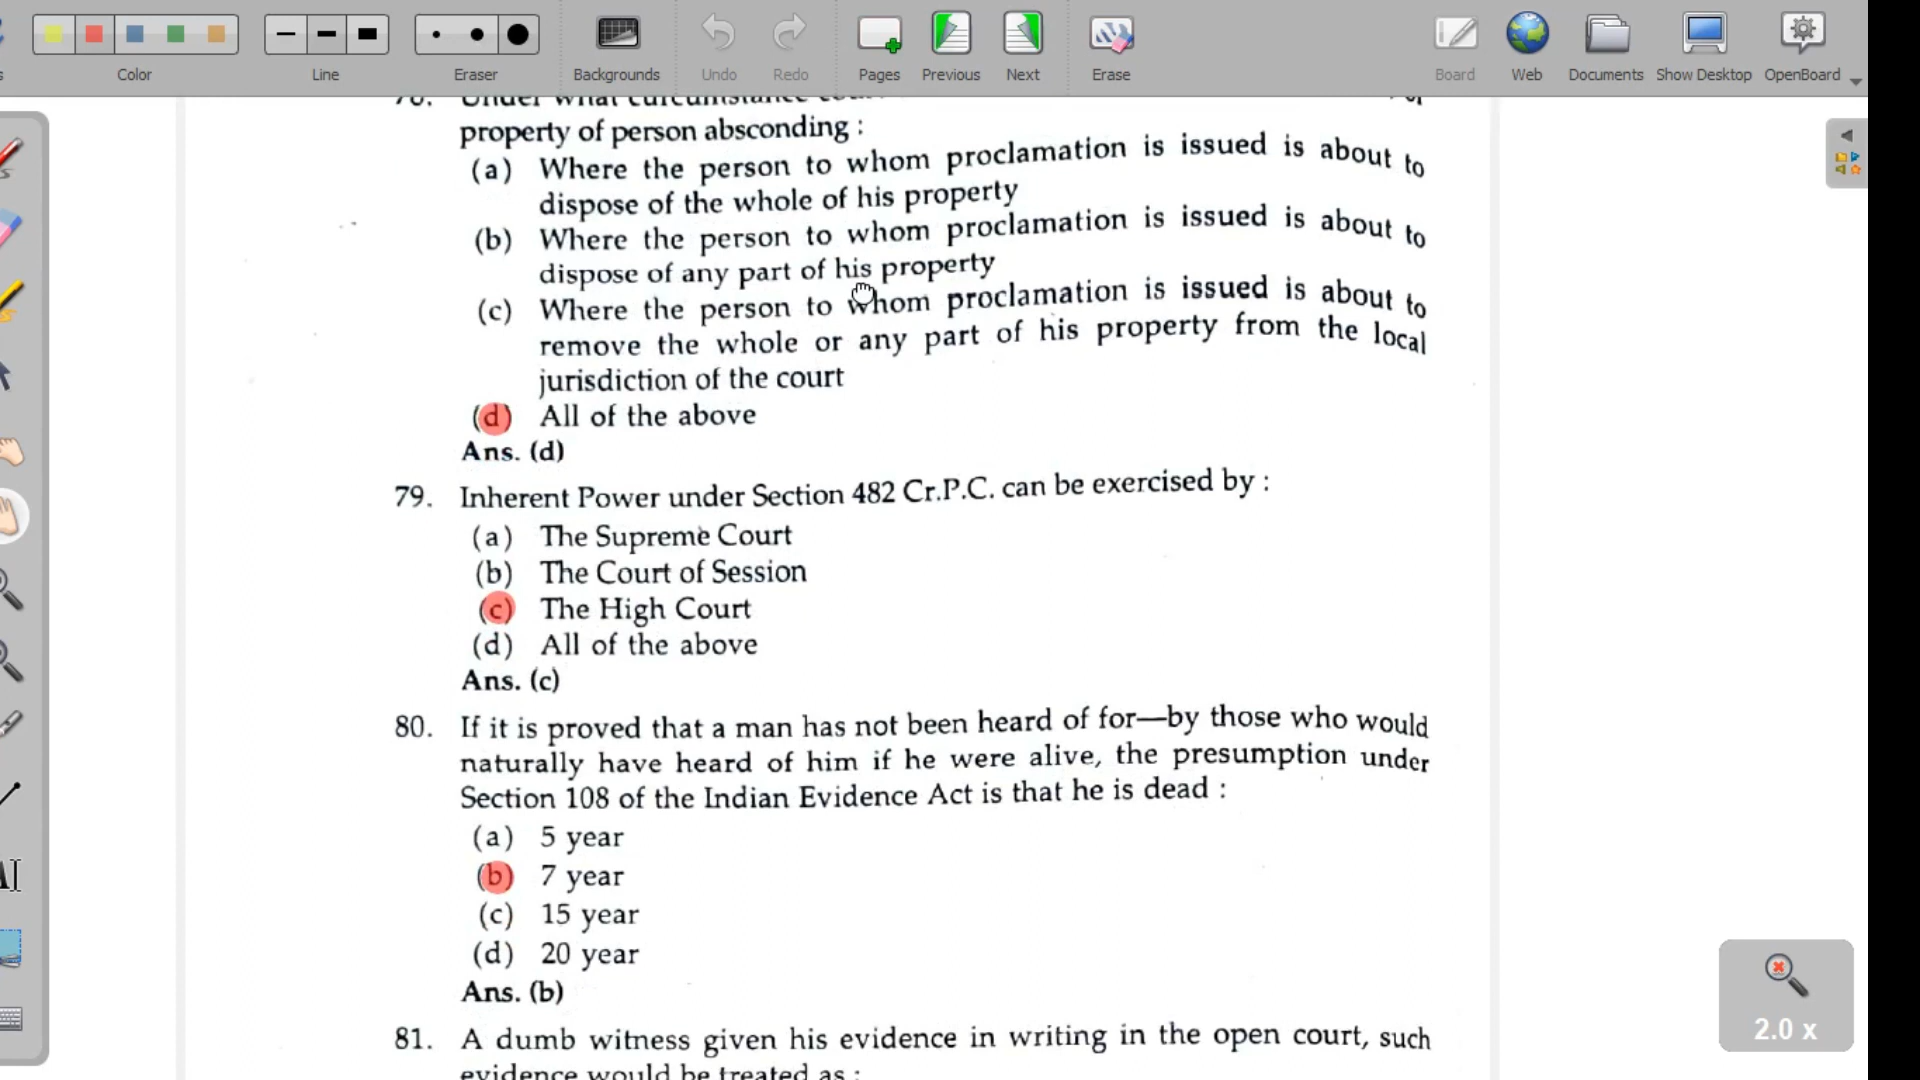 Color
Line
Eraser
Backgrounds
Undo
Redo
Pages
Previous
Next
Erase
Board
Web
Documents
Show Desktop
OpenBoard
Under what circumstance
property of person absconding :
(a) Where the person to whom proclamation is issued is about to
dispose of the whole of his property
(b) Where the person to whom proclamation is issued is about to
dispose of any part of his property
(c) Where the person to whom proclamation is issued is about to
remove the whole or any part of his property from the local
jurisdiction of the court
(d) All of the above
Ans. (d)
79. Inherent Power under Section 482 Cr.P.C. can be exercised by :
(a) The Supreme Court
(b) The Court of Session
(c) The High Court
(d) All of the above
Ans. (c)
80. If it is proved that a man has not been heard of for—by those who would
naturally have heard of him if he were alive, the presumption under
Section 108 of the Indian Evidence Act is that he is dead :
(a) 5 year
(b) 7 year
(c) 15 year
(d) 20 year
Ans. (b)
81. A dumb witness given his evidence in writing in the open court, such
evidence would be treated as :
2.0 x